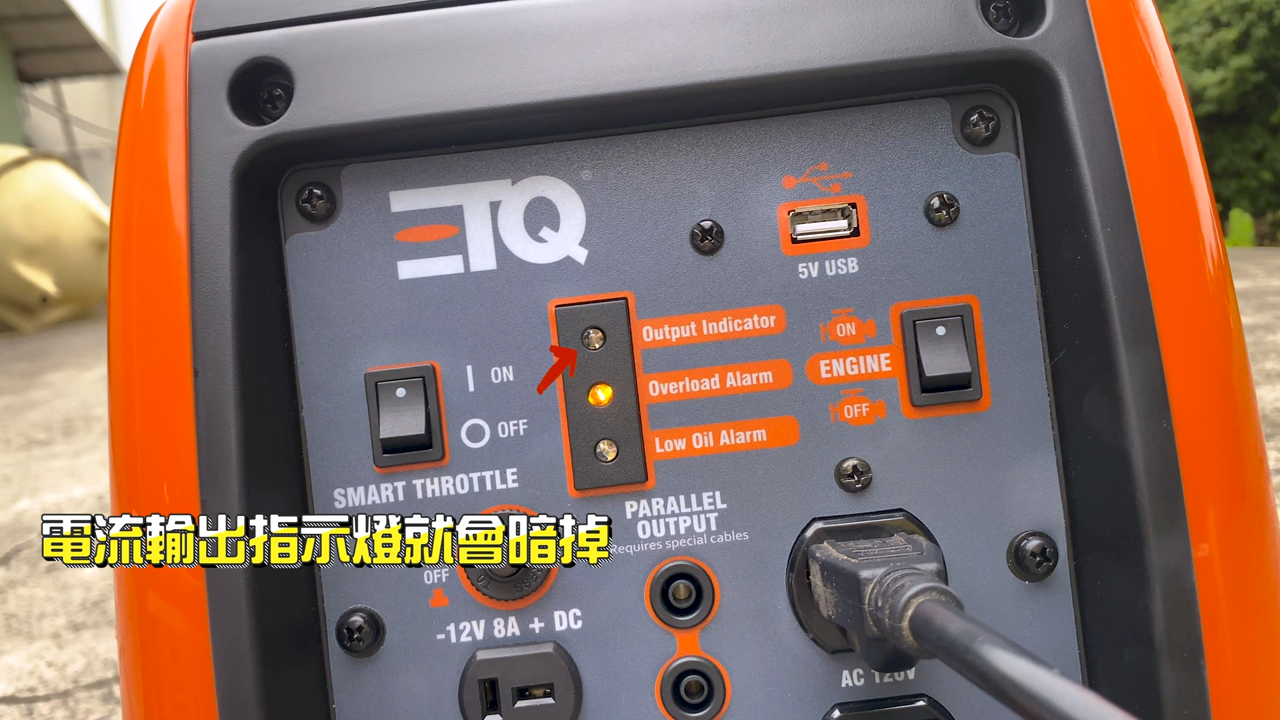 ETQ
®
5V USB
Output Indicator
ON
ENGINE
OFF
Overload Alarm
Low Oil Alarm
ON
OFF
SMART THROTTLE
PARALLEL
OUTPUT
Requires special cables
電流輸出指示燈就會暗掉
OFF
-12V 8A + DC
AC 120V